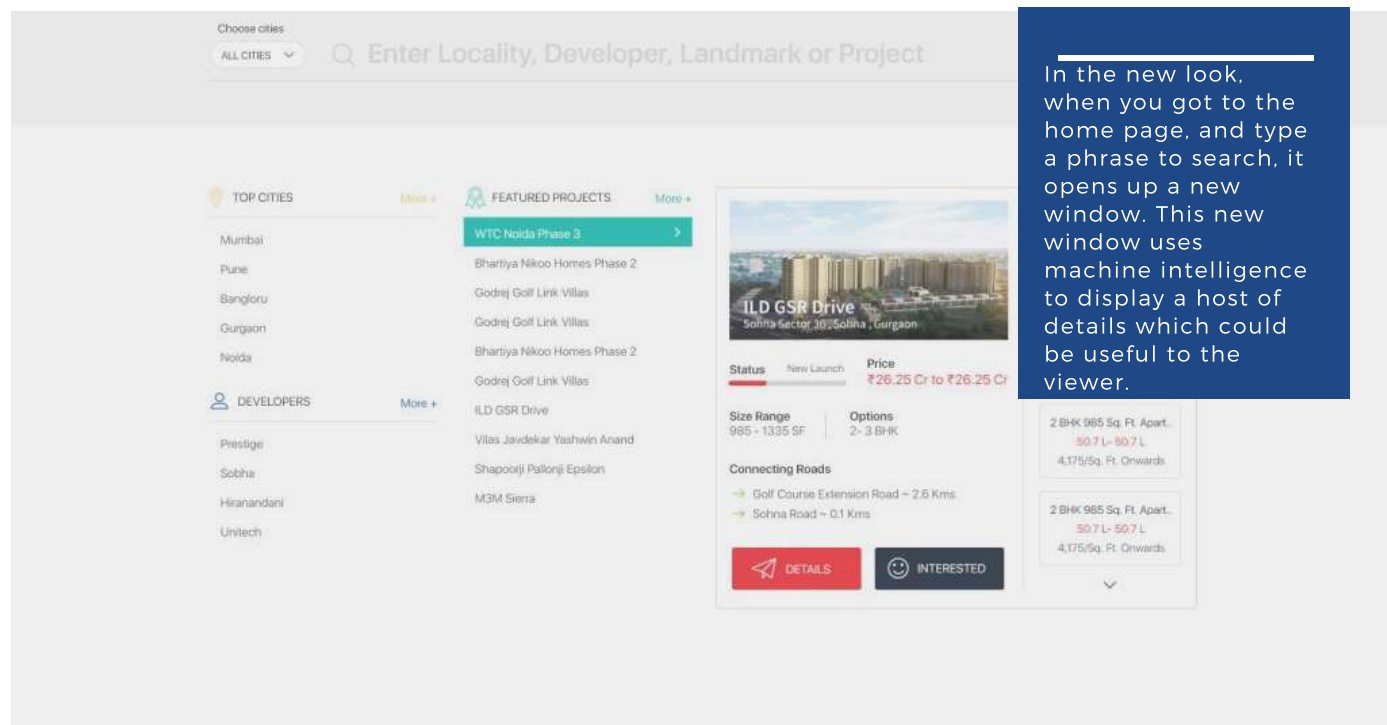 Choose cities
ALL CITIES
Enter Locality, Developer, Landmark or Project
In the new look,
when you got to the
home page, and type
a phrase to search, it
opens up a new
window. This new
window uses
machine intelligence
to display a host of
details which could
be useful to the
viewer.
TOP CITIES More +
Mumbai
Pune
Bangloru
Gurgaon
Noida
DEVELOPERS More +
Prestige
Sobha
Hiranandani
Unitech
FEATURED PROJECTS More +
WTC Noida Phase 3
Bhartiya Nikoo Homes Phase 2
Godrej Golf Link Villas
Godrej Golf Link Villas
Bhartiya Nikoo Homes Phase 2
Godrej Golf Link Villas
ILD GSR Drive
Vilas Javdekar Yashwin Anand
Shapoorji Pallonji Epsilon
M3M Sierra
ILD GSR Drive
Sohna Sector 36, Sohna , Gurgaon
Status New Launch
Price
₹26.25 Cr to ₹26.25 Cr
Size Range
985 - 1335 SF
Options
2- 3 BHK
Connecting Roads
Golf Course Extension Road ~ 2.6 Kms
Sohna Road ~ 0.1 Kms
DETAILS
INTERESTED
2 BHK 985 Sq. Ft. Apart..
50.7 L- 50.7 L
4,175/Sq. Ft. Onwards
2 BHK 985 Sq. Ft. Apart..
50.7 L- 50.7 L
4,175/Sq. Ft. Onwards